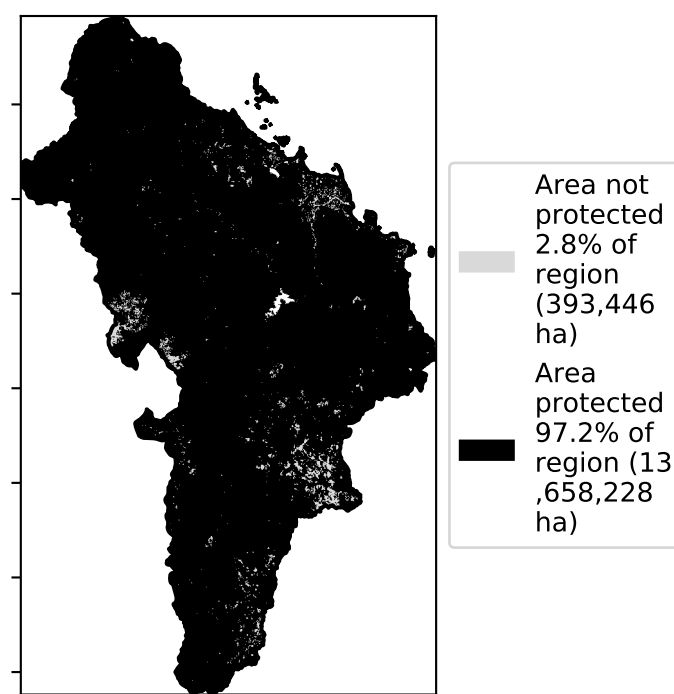 Area not
protected
2.8% of
region
(393,446
ha)
Area
protected
97.2% of
region (13
,658,228
ha)